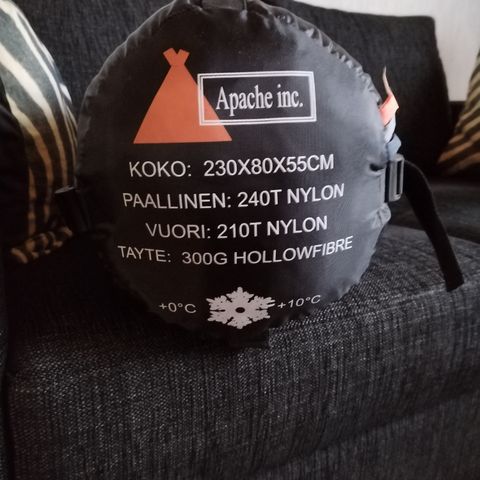 Apache inc.
KOKO: 230X80X55CM
PAALLINEN: 240T NYLON
VUORI: 210T NYLON
TAYTE: 300G HOLLOWFIBRE
+0°C +10°C